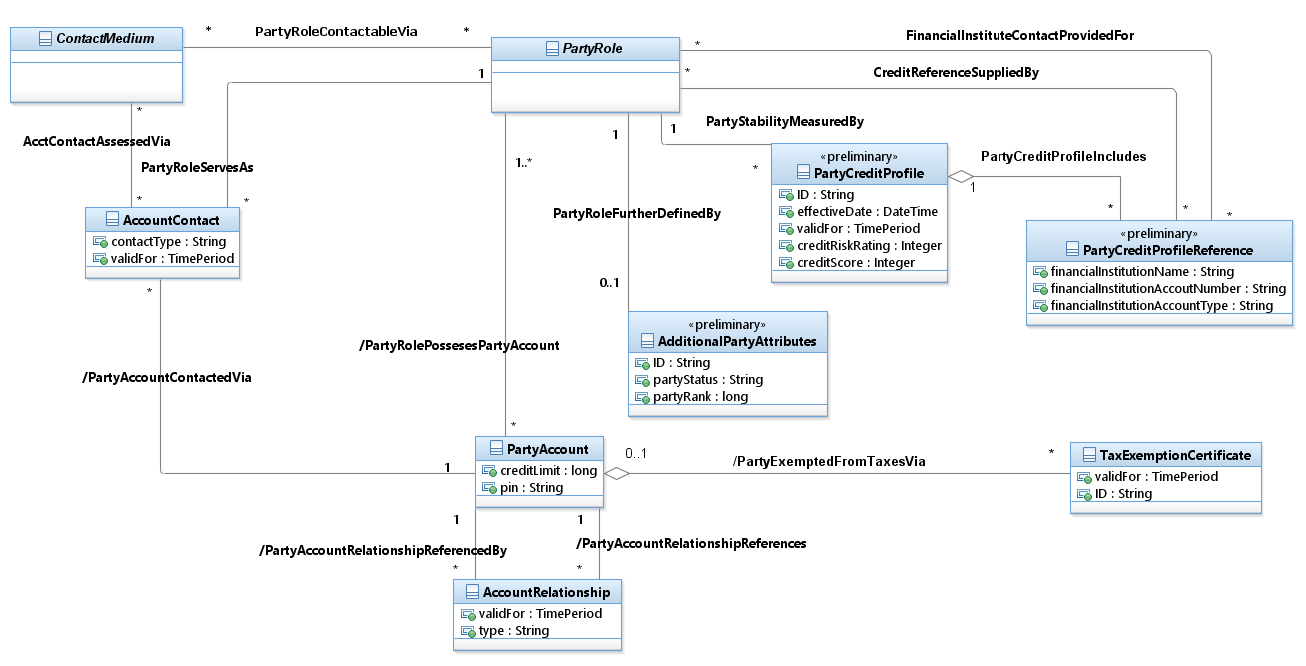 ContactMedium
*
PartyRoleContactableVia
*
PartyRole
*
FinancialInstituteContactProvidedFor
1
*
CreditReferenceSuppliedBy
*
AcctContactAssessedVia
PartyRoleServesAs
*
*
AccountContact
contactType : String
validFor : TimePeriod
*
1..*
1
1
PartyStabilityMeasuredBy
*
«preliminary»
PartyCreditProfile
ID : String
effectiveDate : DateTime
validFor : TimePeriod
creditRiskRating : Integer
creditScore : Integer
PartyCreditProfileIncludes
1
*
*
*
«preliminary»
PartyCreditProfileReference
financialInstitutionName : String
financialInstitutionAccoutNumber : String
financialInstitutionAccountType : String
PartyRoleFurtherDefinedBy
0..1
«preliminary»
AdditionalPartyAttributes
ID : String
partyStatus : String
partyRank : long
/PartyRolePossesesPartyAccount
/PartyAccountContactedVia
*
1
PartyAccount
creditLimit : long
pin : String
0..1
/PartyExemptedFromTaxesVia
*
TaxExemptionCertificate
validFor : TimePeriod
ID : String
1
1
/PartyAccountRelationshipReferencedBy
/PartyAccountRelationshipReferences
*
*
AccountRelationship
validFor : TimePeriod
type : String